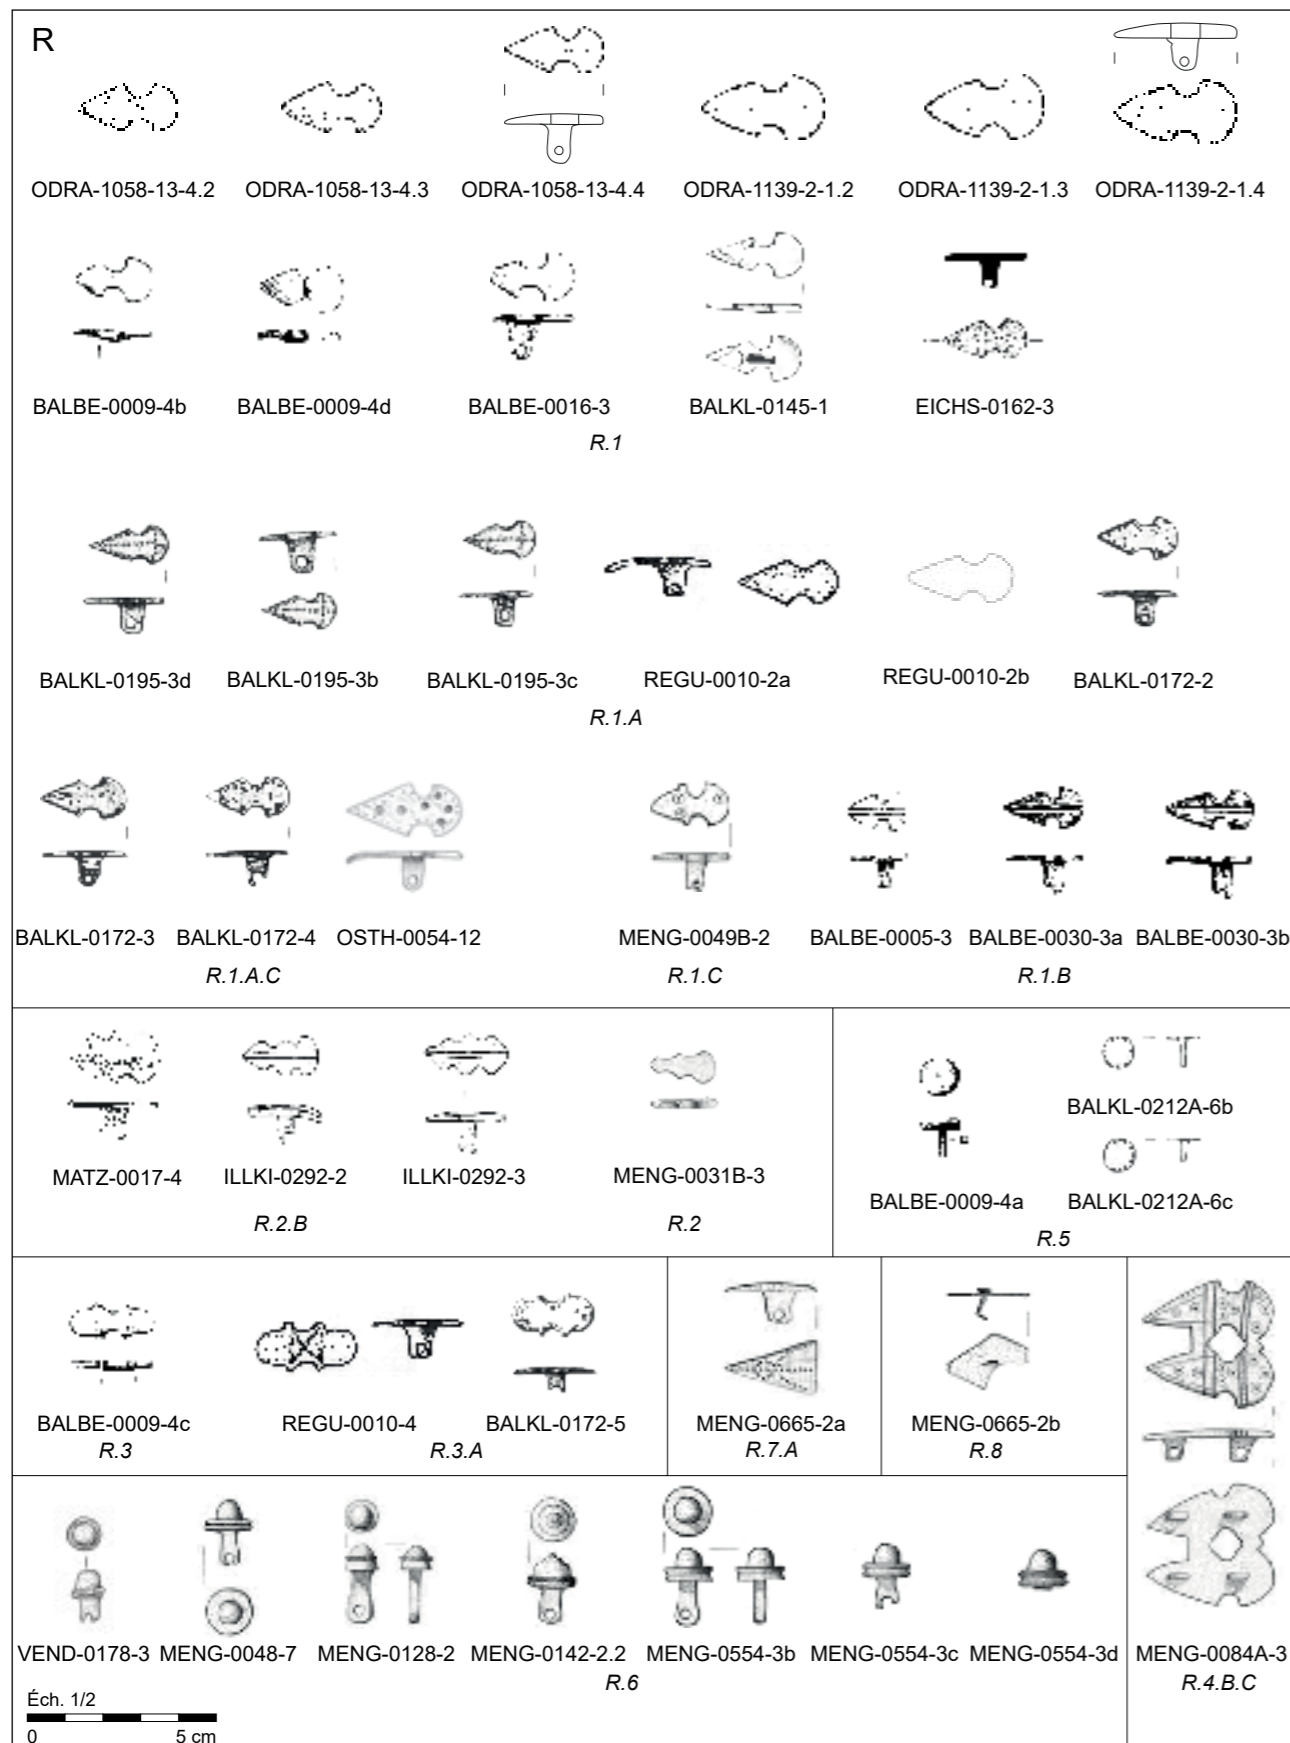 R
ODRA-1058-13-4.2 ODRA-1058-13-4.3 ODRA-1058-13-4.4 ODRA-1139-2-1.2 ODRA-1139-2-1.3 ODRA-1139-2-1.4
BALBE-0009-4b BALBE-0009-4d BALBE-0016-3 BALKL-0145-1 EICHS-0162-3
R.1
BALKL-0195-3d BALKL-0195-3b BALKL-0195-3c REGU-0010-2a REGU-0010-2b BALKL-0172-2
R.1.A
BALKL-0172-3 BALKL-0172-4 OSTH-0054-12 MENG-0049B-2 BALBE-0005-3 BALBE-0030-3a BALBE-0030-3b
R.1.A.C R.1.C R.1.B
MATZ-0017-4 ILLKI-0292-2 ILLKI-0292-3 MENG-0031B-3
R.2.B R.2
BALKL-0212A-6b
BALBE-0009-4a BALKL-0212A-6c
R.5
BALBE-0009-4c REGU-0010-4 BALKL-0172-5
R.3 R.3.A
MENG-0665-2a
R.7.A
MENG-0665-2b
R.8
VEND-0178-3 MENG-0048-7 MENG-0128-2 MENG-0142-2.2 MENG-0554-3b MENG-0554-3c MENG-0554-3d
R.6
MENG-0084A-3
R.4.B.C
Éch. 1/2
0 5 cm